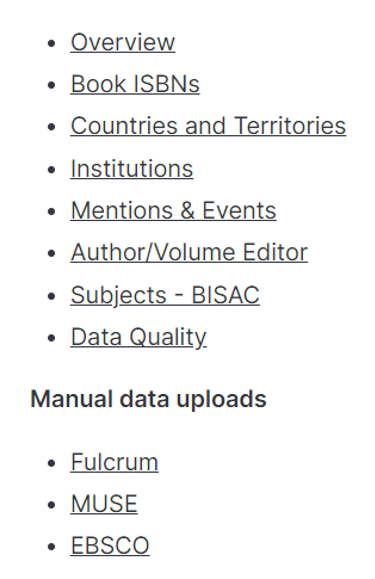 Overview
Book ISBNs
Countries and Territories
Institutions
Mentions & Events
Author/Volume Editor
Subjects - BISAC
Data Quality
Manual data uploads
Fulcrum
MUSE
EBSCO